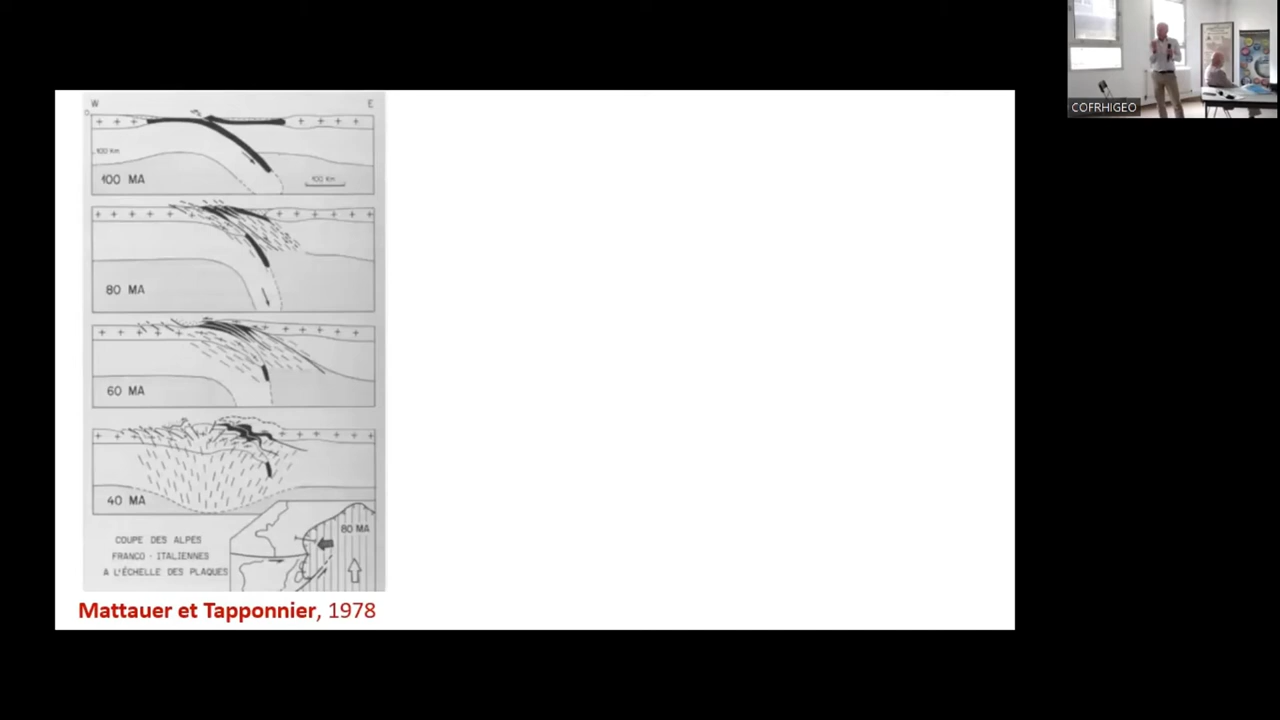 W E
100 Km
100 MA
100 Km
80 MA
60 MA
40 MA
80 MA
COUPE DES ALPES
FRANCO - ITALIENNES
A L'ÉCHELLE DES PLAQUES
Mattauer et Tapponnier, 1978
COFRHIGEO